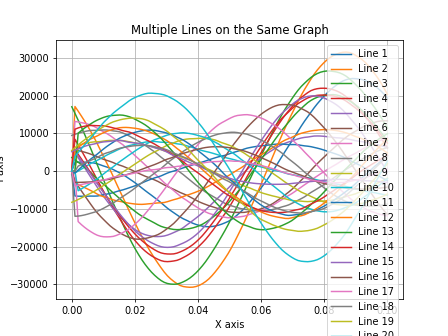 Multiple Lines on the Same Graph
30000
20000
10000
0
−10000
−20000
−30000
0.00
0.02
0.04
0.06
0.08
X axis
Line 1
Line 2
Line 3
Line 4
Line 5
Line 6
Line 7
Line 8
Line 9
Line 10
Line 11
Line 12
Line 13
Line 14
Line 15
Line 16
Line 17
Line 18
Line 19
Line 20